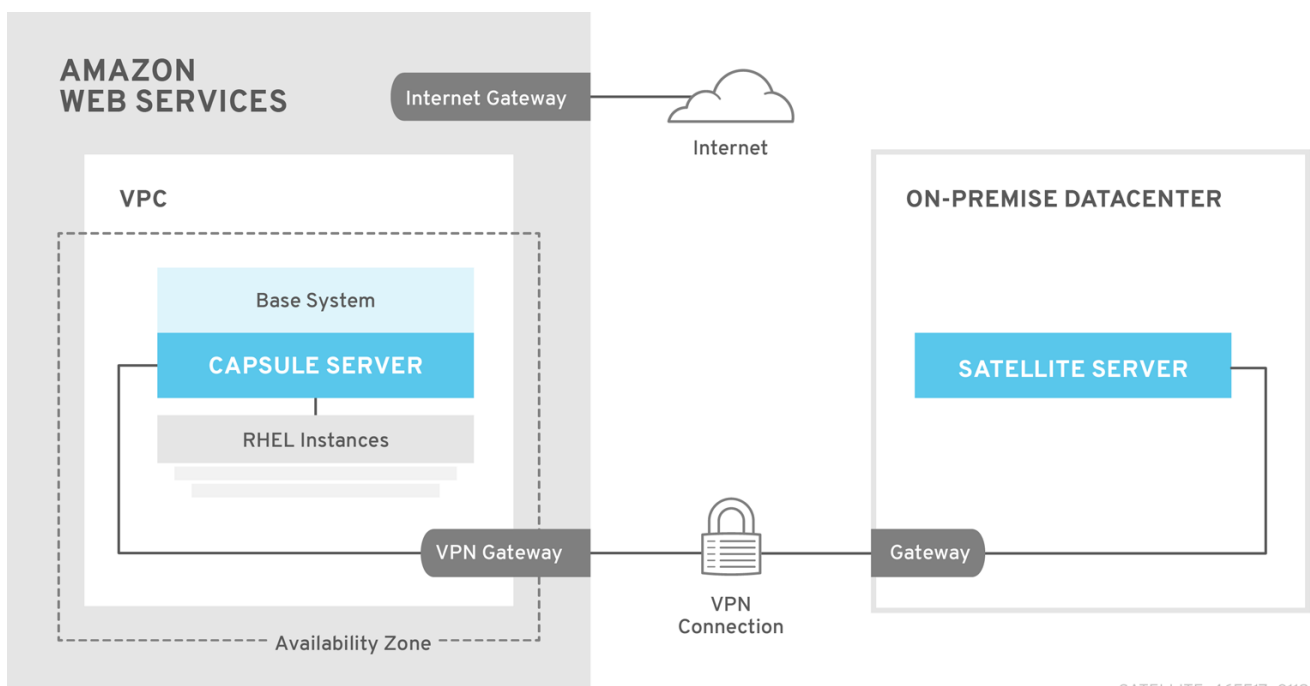 AMAZON
WEB SERVICES
Internet Gateway
Internet
VPC
ON-PREMISE DATACENTER
Base System
CAPSULE SERVER
SATELLITE SERVER
RHEL Instances
VPN Gateway
Gateway
VPN
Connection
Availability Zone